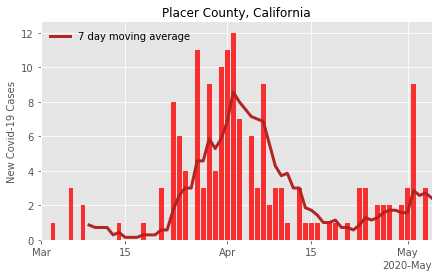 Placer County, California
7 day moving average
New Covid-19 Cases
12
10
8
6
4
2
0
Mar
15
Apr
15
May
2020-May